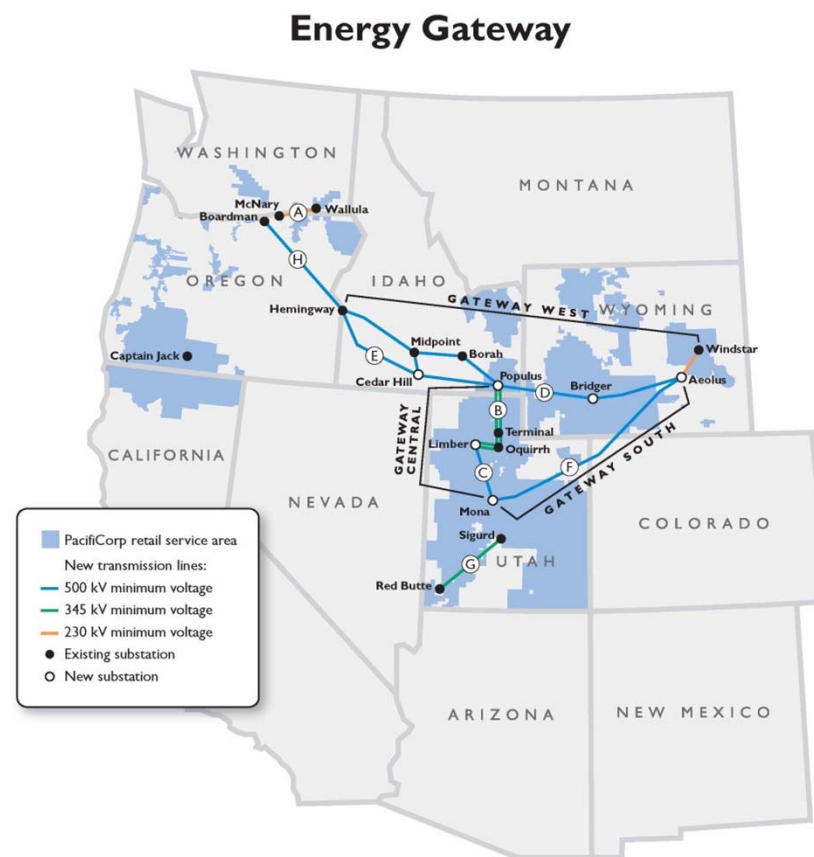 Energy Gateway
WASHINGTON
MONTANA
McNary
A
Wallula
Boardman
H
OREGON
IDAHO
GATEWAY WEST
WYOMING
Hemingway
Midpoint
Borah
Windstar
Captain Jack
E
Cedar Hill
Populus
D
Bridger
Aeolus
B
GATEWAY CENTRAL
Terminal
Limber
Oquirrh
CALIFORNIA
C
F
GATEWAY SOUTH
NEVADA
Mona
COLORADO
Sigurd
UTAH
G
Red Butte
PacifiCorp retail service area
New transmission lines:
500 kV minimum voltage
345 kV minimum voltage
230 kV minimum voltage
Existing substation
New substation
ARIZONA
NEW MEXICO